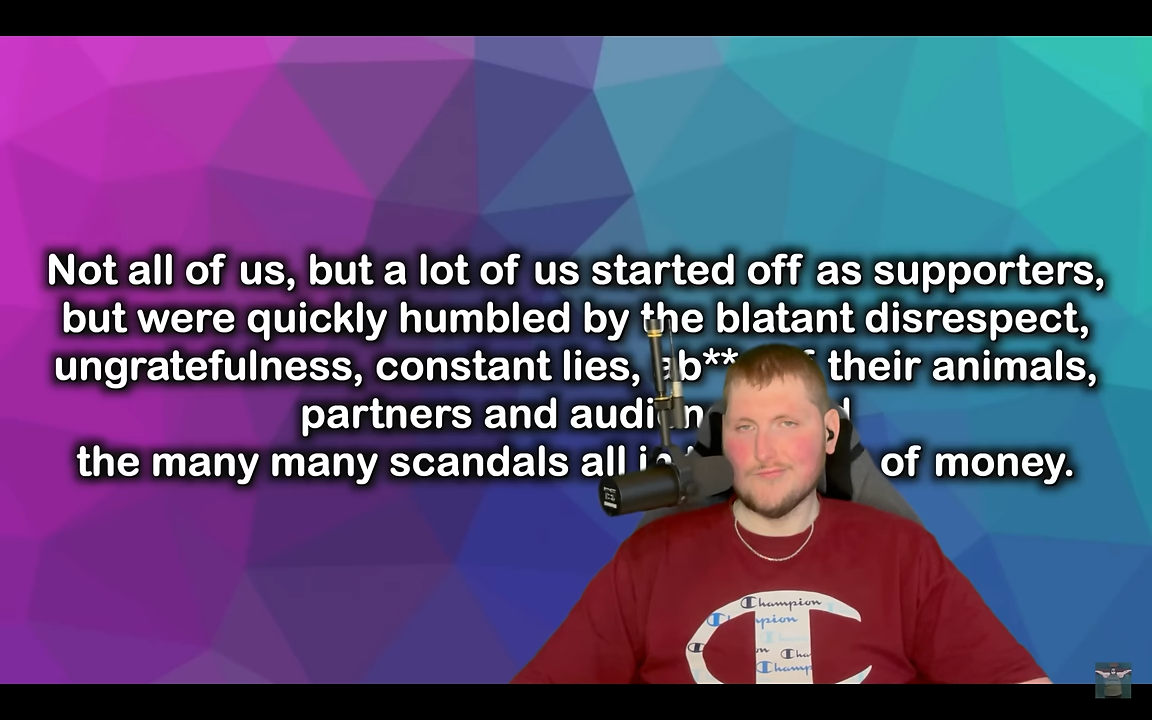 Not all of us, but a lot of us started off as supporters,
but were quickly humbled by the blatant disrespect,
ungratefulness, constant lies, their animals,
partners and
the many many scandals all of money.
Champion
Champion